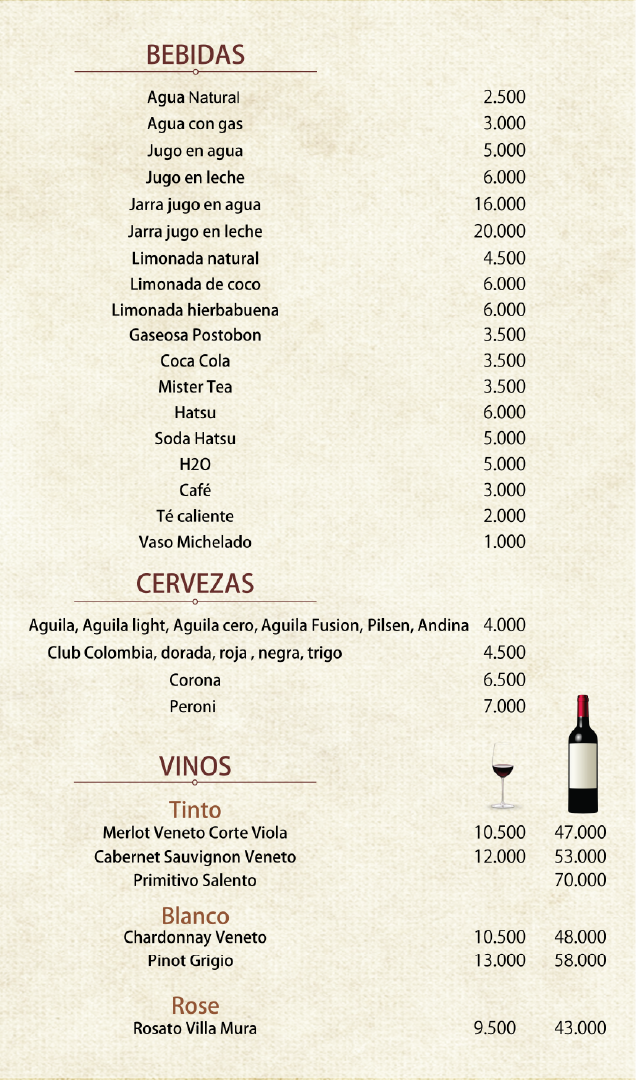 BEBIDAS
Agua Natural 2.500
Agua con gas 3.000
Jugo en agua 5.000
Jugo en leche 6.000
Jarra jugo en agua 16.000
Jarra jugo en leche 20.000
Limonada natural 4.500
Limonada de coco 6.000
Limonada hierbabuena 6.000
Gaseosa Postobon 3.500
Coca Cola 3.500
Mister Tea 3.500
Hatsu 6.000
Soda Hatsu 5.000
H2O 5.000
Café 3.000
Té caliente 2.000
Vaso Michelado 1.000
CERVEZAS
Aguila, Aguila light, Aguila cero, Aguila Fusion, Pilsen, Andina 4.000
Club Colombia, dorada, roja , negra, trigo 4.500
Corona 6.500
Peroni 7.000
VINOS
Tinto
Merlot Veneto Corte Viola 10.500 47.000
Cabernet Sauvignon Veneto 12.000 53.000
Primitivo Salento 70.000
Blanco
Chardonnay Veneto 10.500 48.000
Pinot Grigio 13.000 58.000
Rose
Rosato Villa Mura 9.500 43.000